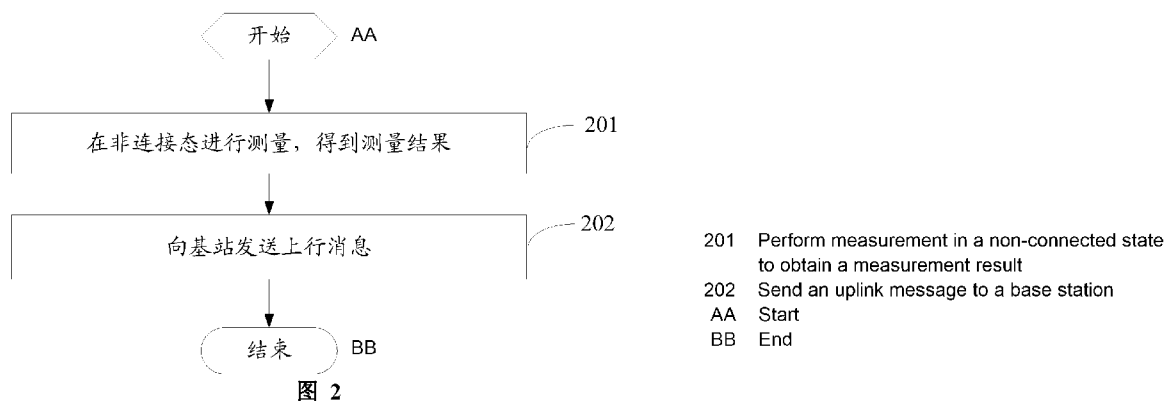 开始 AA
在非连接态进行测量，得到测量结果 201
向基站发送上行消息 202
结束 BB
图 2
201 Perform measurement in a non-connected state
to obtain a measurement result
202 Send an uplink message to a base station
AA Start
BB End